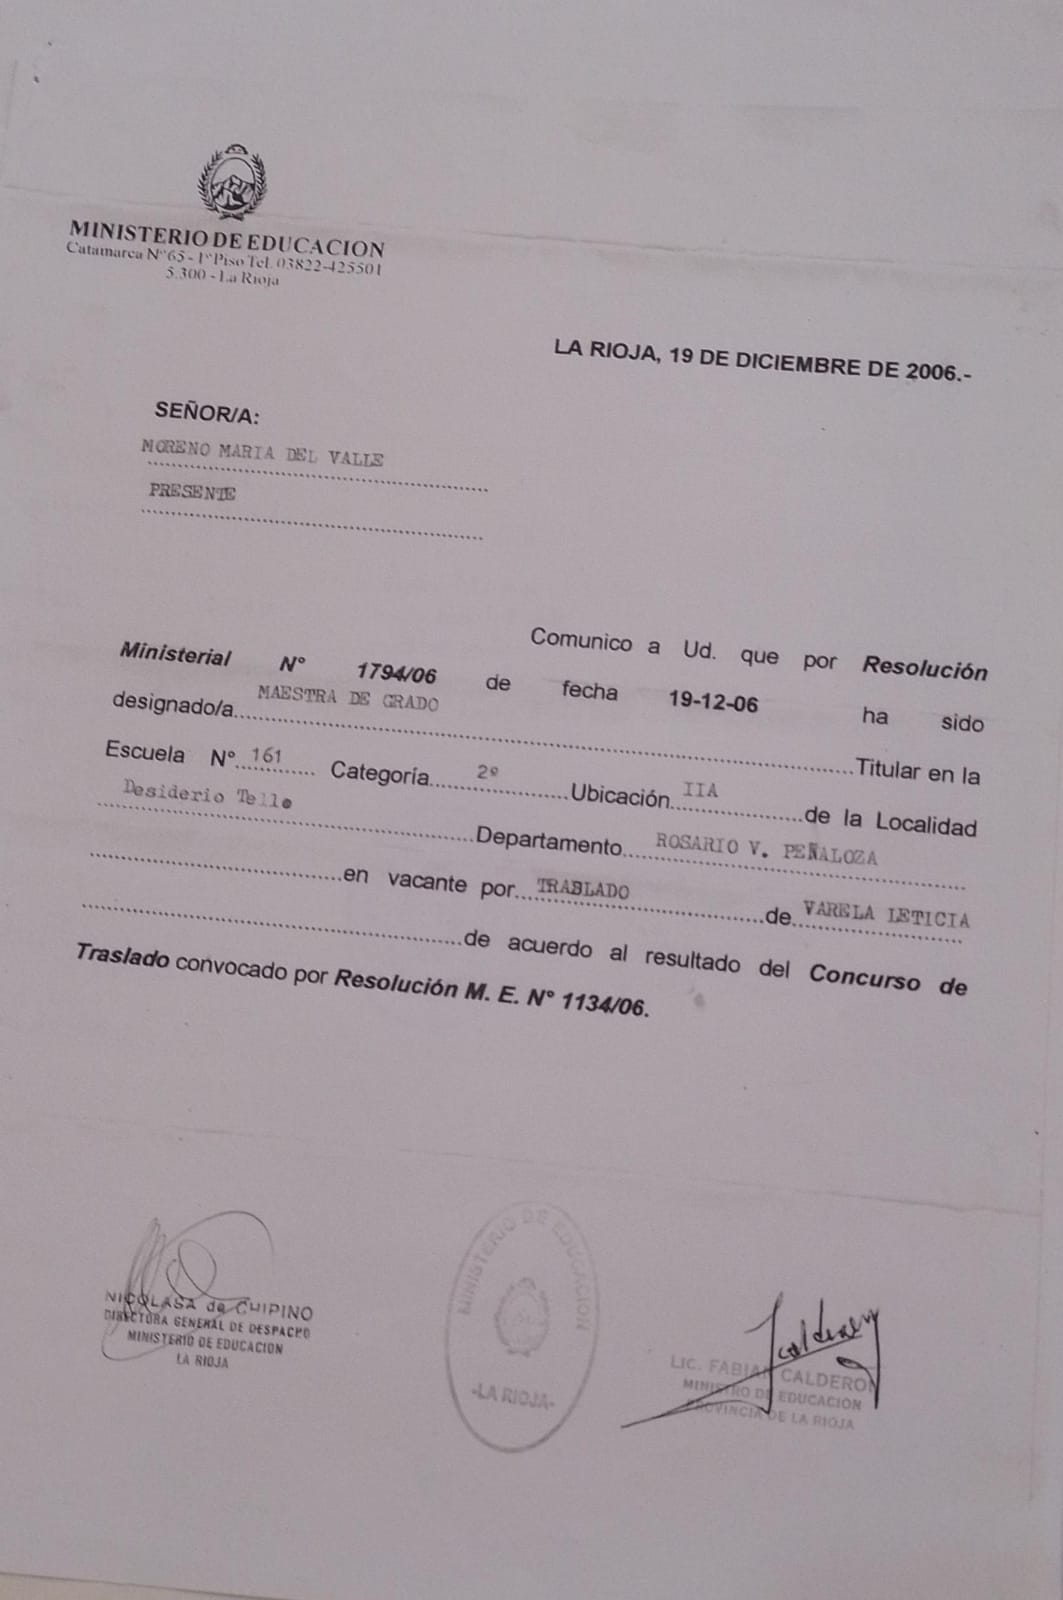 MINISTERIO DE EDUCACION
Catamarca N° 65 - 1° Piso Tel. 03822-425501
5.300 - La Rioja
LA RIOJA, 19 DE DICIEMBRE DE 2006.-
SEÑOR/A:
MORENO MARIA DEL VALLE
PRESENTE
Comunico a Ud. que por Resolución
Ministerial N° 1794/06 de fecha 19-12-06 ha sido
designado/a MAESTRA DE GRADO Titular en la
Escuela N° 161 Categoría 2º Ubicación IIA de la Localidad
Desiderio Tello Departamento ROSARIO V. PEÑALOZA
en vacante por TRABLADO de VARELA LETICIA
de acuerdo al resultado del Concurso de
Traslado convocado por Resolución M. E. N° 1134/06.
NICOLASA de CHIPINO
DIRECTORA GENERAL DE DESPACHO
MINISTERIO DE EDUCACION
LA RIOJA
MINISTERIO DE EDUCACION
-LA RIOJA-
Calderon
LIC. FABIAN CALDERON
MINISTRO DE EDUCACION
PROVINCIA DE LA RIOJA